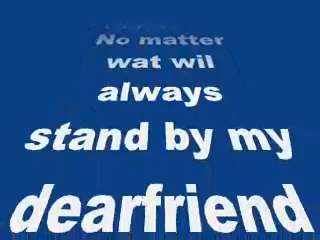 No matter
wat wil
always
stand by my
dearfriend